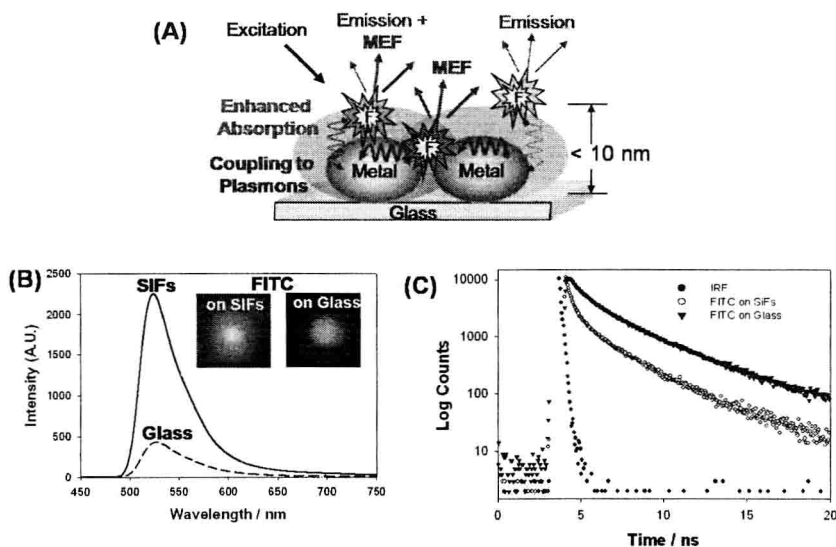 (A)
Excitation
Emission +
MEF
Emission
MEF
F
F
F
Enhanced
Absorption
Coupling to
Plasmons
Metal
Metal
< 10 nm
Glass
(B)
SIFs
FITC
on SIFs
on Glass
Glass
Intensity (A.U.)
2500
2000
1500
1000
500
0
450
500
550
600
650
700
750
Wavelength / nm
(C)
IRF
FITC on SiFs
FITC on Glass
Log Counts
10000
1000
100
10
0
5
10
15
20
Time / ns